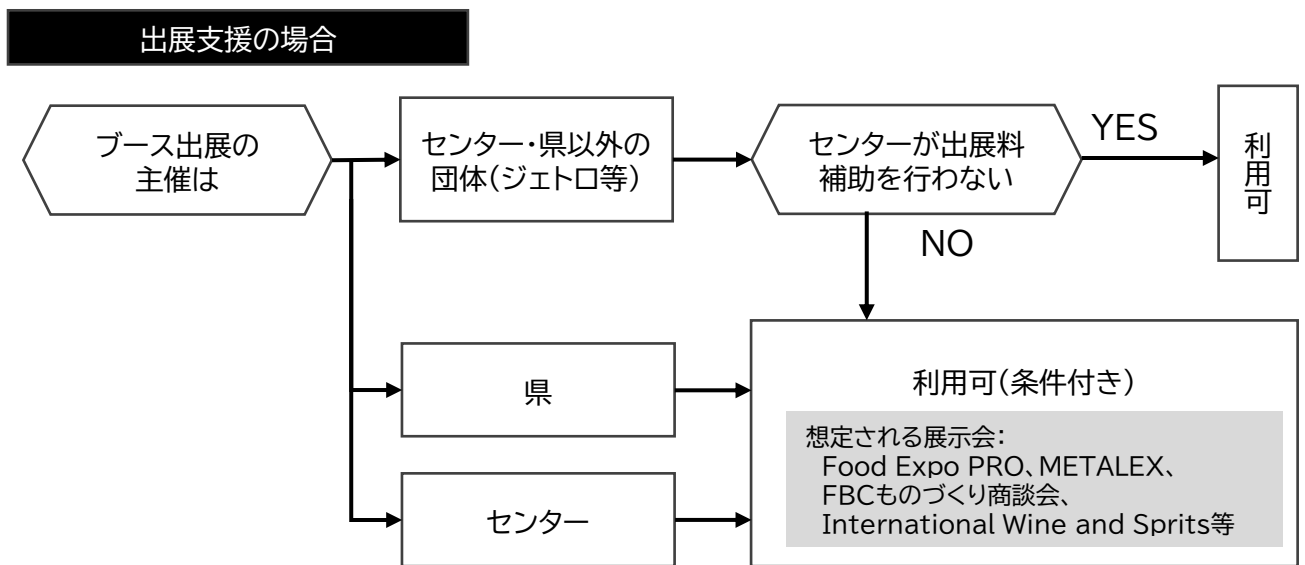 出展支援の場合
ブース出展の
主催は
センター・県以外の
団体(ジェトロ等)
センターが出展料
補助を行わない
YES
利用可
NO
県
センター
利用可(条件付き)
想定される展示会:
Food Expo PRO、METALEX、
FBCものづくり商談会、
International Wine and Sprits等